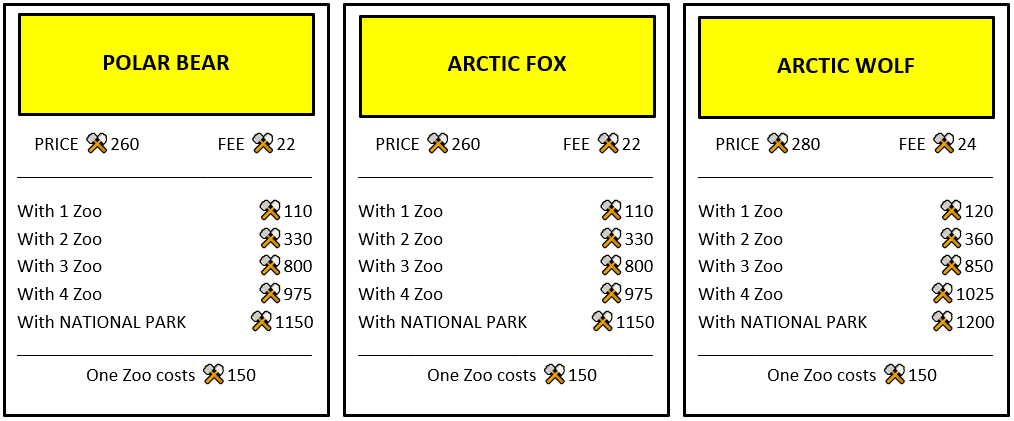 POLAR BEAR
PRICE 260 FEE 22
With 1 Zoo 110
With 2 Zoo 330
With 3 Zoo 800
With 4 Zoo 975
With NATIONAL PARK 1150
One Zoo costs 150
ARCTIC FOX
PRICE 260 FEE 22
With 1 Zoo 110
With 2 Zoo 330
With 3 Zoo 800
With 4 Zoo 975
With NATIONAL PARK 1150
One Zoo costs 150
ARCTIC WOLF
PRICE 280 FEE 24
With 1 Zoo 120
With 2 Zoo 360
With 3 Zoo 850
With 4 Zoo 1025
With NATIONAL PARK 1200
One Zoo costs 150